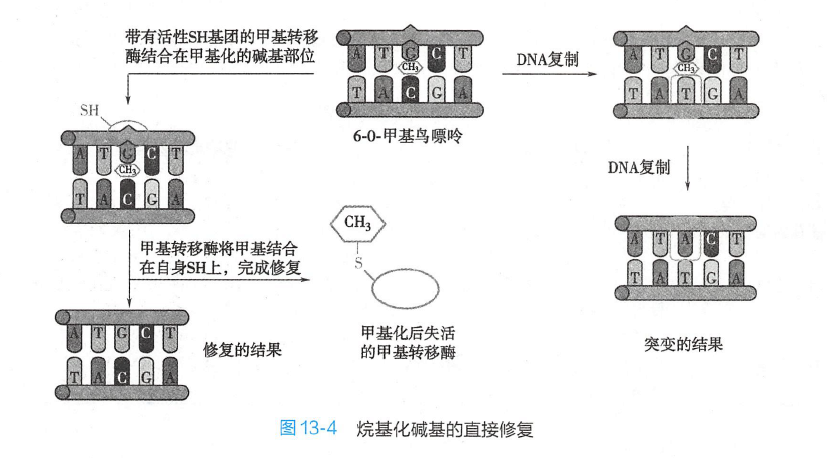 带有活性SH基团的甲基转移
酶结合在甲基化的碱基部位
A T G C T
CH₃
T A C G A
6-0-甲基鸟嘌呤
DNA复制
A T G C T
CH₃
T A T G A
SH
A T G C T
CH₃
T A C G A
DNA复制
甲基转移酶将甲基结合
在自身SH上，完成修复
CH₃
S
甲基化后失活
的甲基转移酶
A T A C T
T A T G A
突变的结果
A T G C T
T A C G A
修复的结果
图13-4 烷基化碱基的直接修复